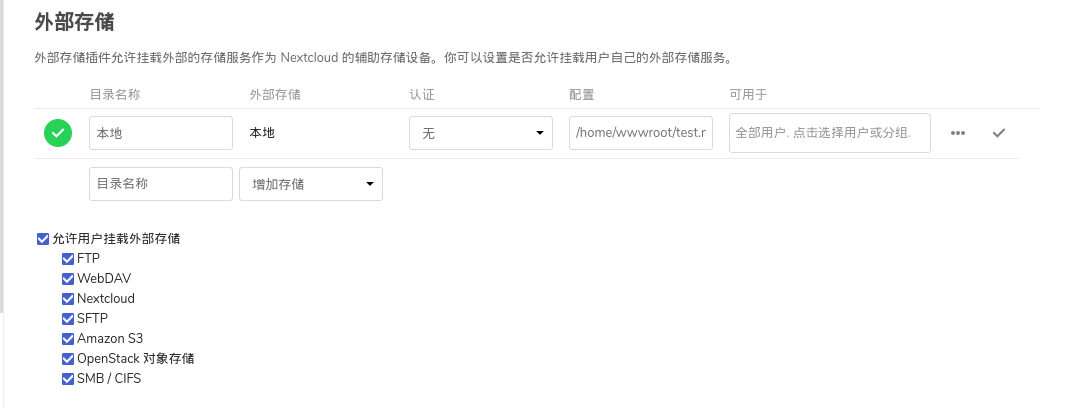 外部存储
外部存储插件允许挂载外部的存储服务作为 Nextcloud 的辅助存储设备。你可以设置是否允许挂载用户自己的外部存储服务。
目录名称 外部存储 认证 配置 可用于
本地 本地 无 /home/wwwroot/test.r 全部用户. 点击选择用户或分组.
目录名称 增加存储
允许用户挂载外部存储
FTP
WebDAV
Nextcloud
SFTP
Amazon S3
OpenStack 对象存储
SMB / CIFS